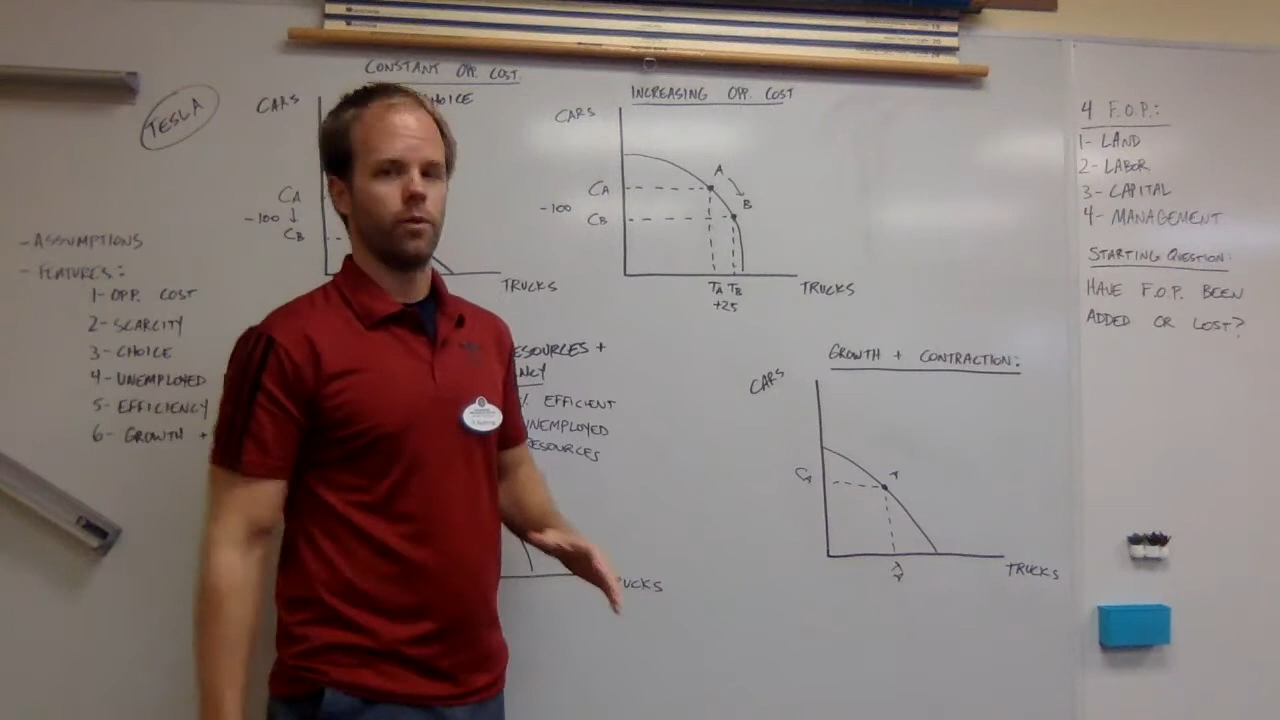 TESLA
- ASSUMPTIONS
- FEATURES:
1- OPP. COST
2- SCARCITY
3- CHOICE
4- UNEMPLOYED
5- EFFICIENCY
6- GROWTH +
CONSTANT OPP. COST
CHOICE
CARS
CA
-100 ↓
CB
TRUCKS
INCREASING OPP. COST
CARS
A
B
CA
-100
CB
TA TB
+25
TRUCKS
ESOURCES +
NCY
% EFFICIENT
UNEMPLOYED
RESOURCES
UCKS
GROWTH + CONTRACTION:
CARS
CA
TRUCKS
4 F.O.P.:
1- LAND
2- LABOR
3- CAPITAL
4- MANAGEMENT
STARTING QUESTION:
HAVE F.O.P. BEEN
ADDED OR LOST?